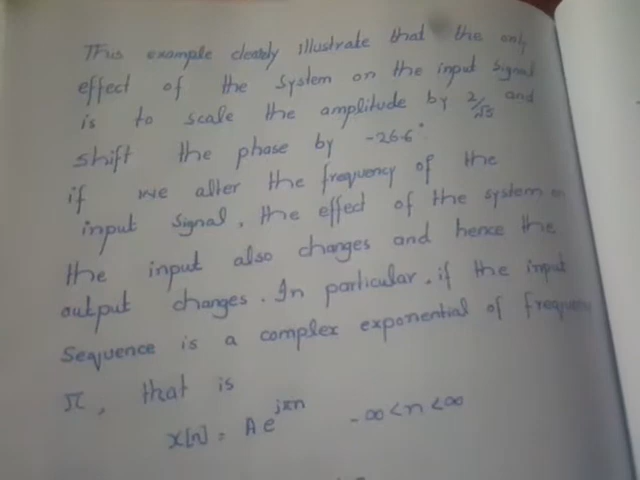 This example clearly illustrate that the only
effect of the system on the input signal
is to scale the amplitude by 2/√5 and
shift the phase by -26.6°.
if we alter the frequency of the
input signal, the effect of the system on
the input also changes and hence the
output changes. In particular, if the input
sequence is a complex exponential of frequency
π, that is
x[n] = A e^jπn -∞<n<∞